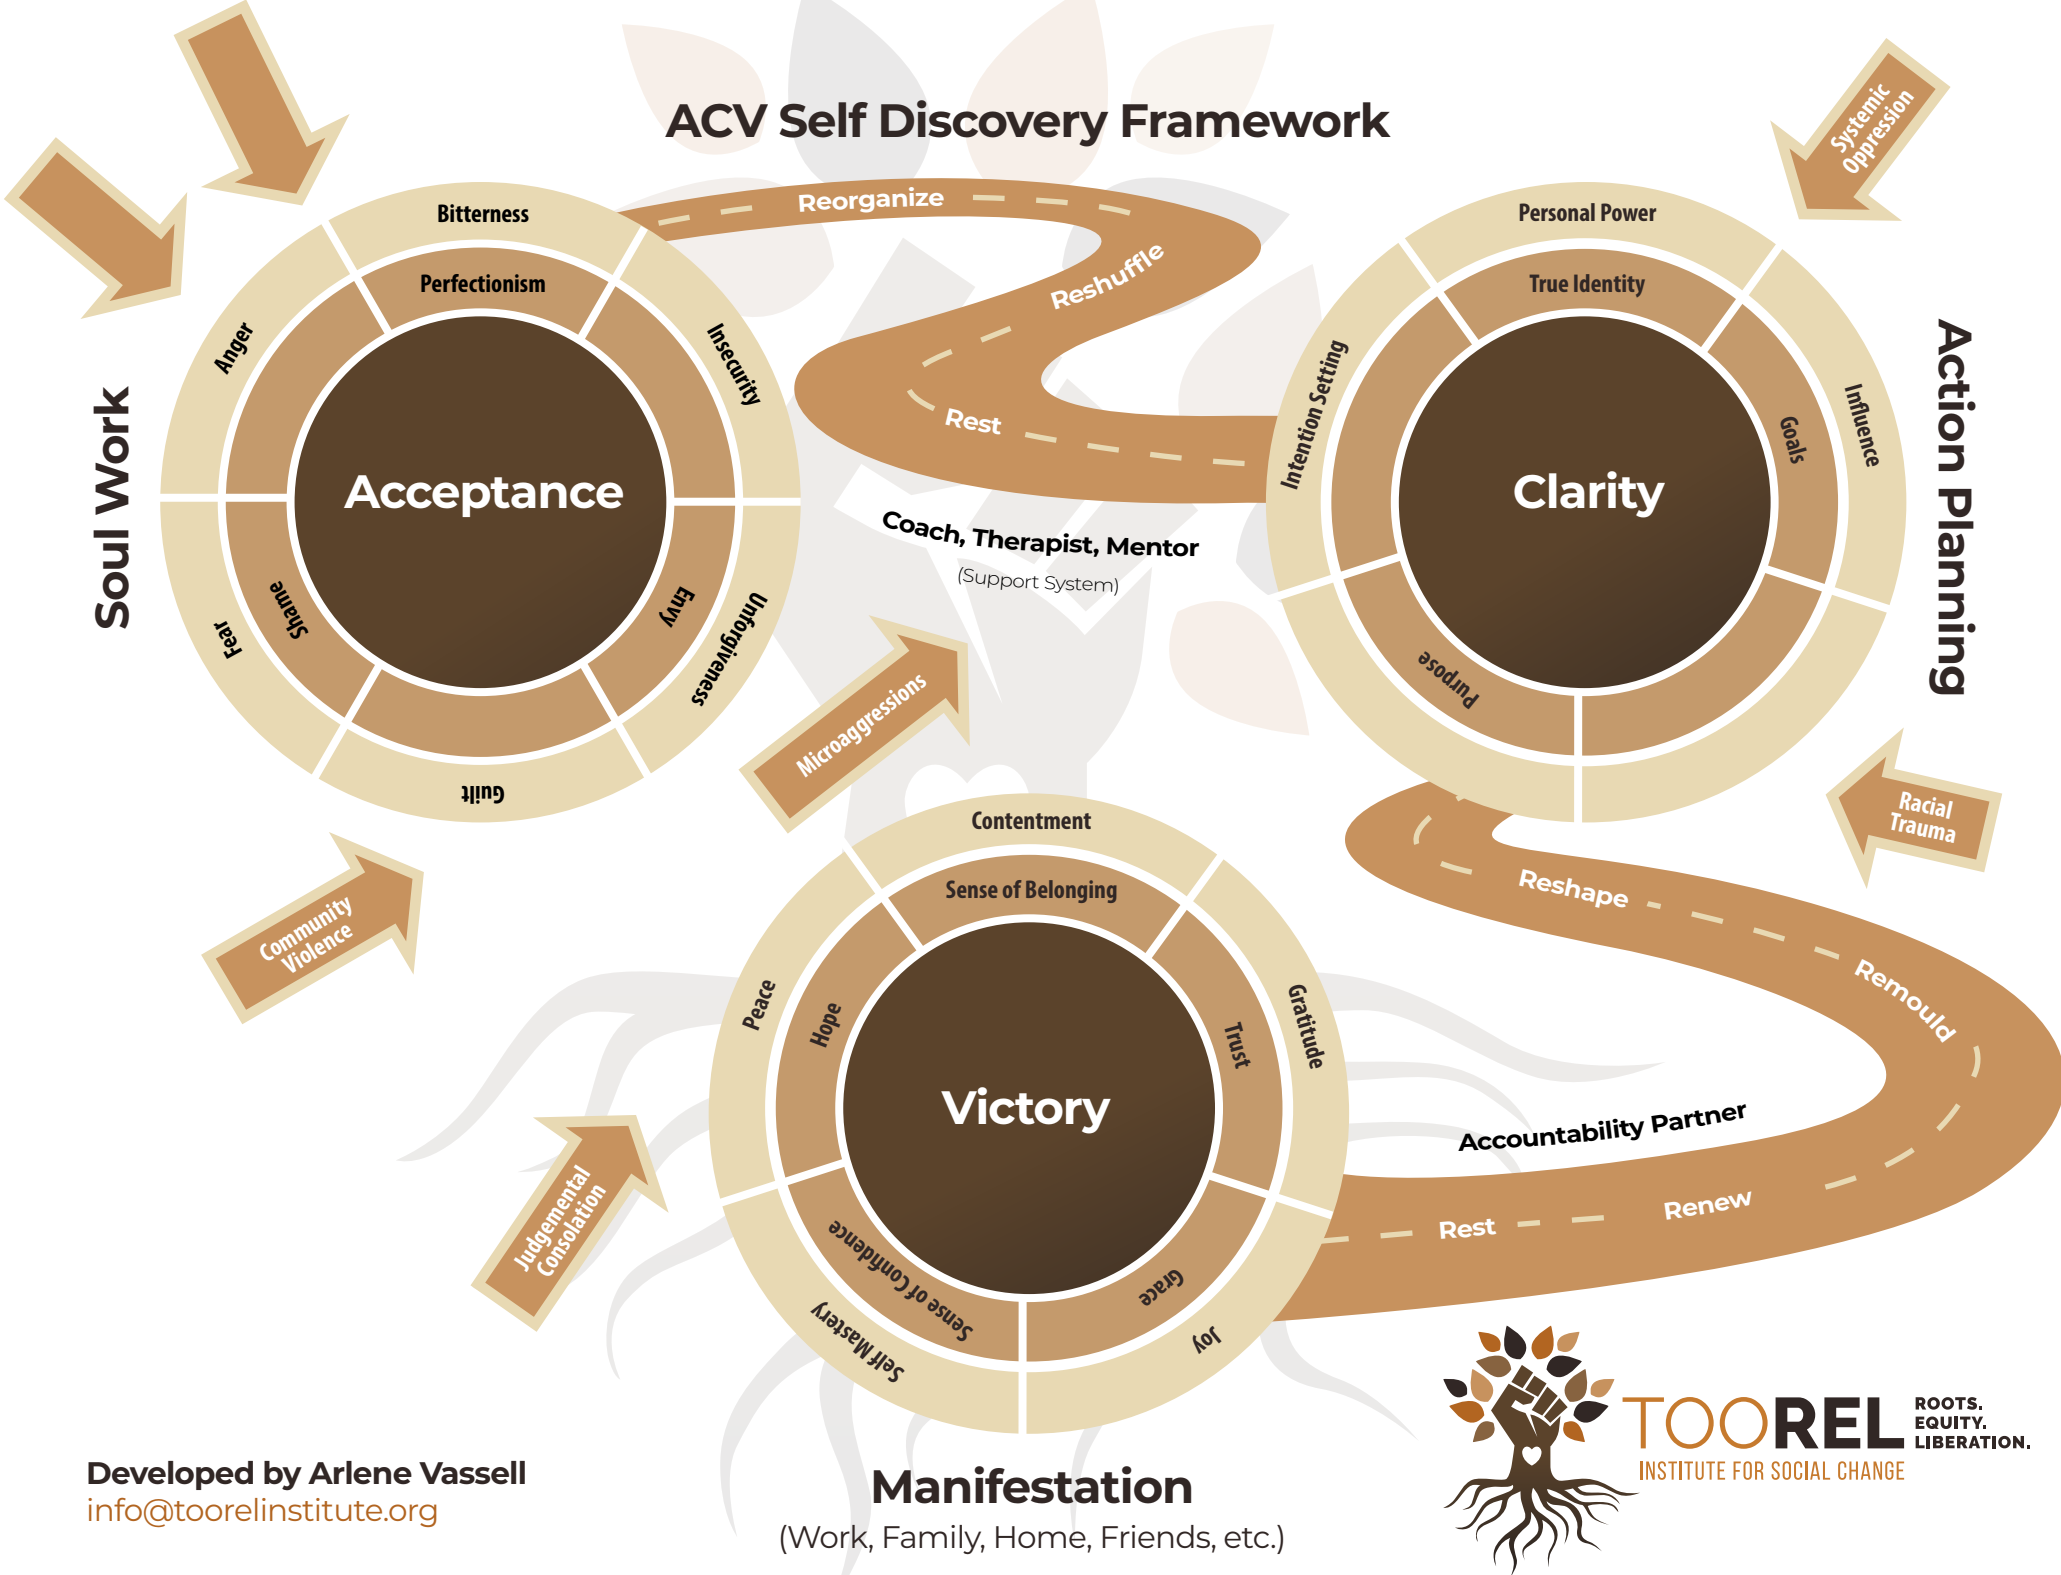 ACV Self Discovery Framework
Soul Work
Acceptance
Bitterness
Perfectionism
Anger
Insecurity
Shame
Fear
Envy
Unforgiveness
Guilt
Reorganize
Reshuffle
Rest
Coach, Therapist, Mentor
(Support System)
Systemic
Oppression
Action Planning
Clarity
Personal Power
True Identity
Intention Setting
Goals
Influence
Purpose
Microaggressions
Community
Violence
Racial
Trauma
Reshape
Remould
Accountability Partner
Renew
Rest
Victory
Contentment
Sense of Belonging
Peace
Hope
Trust
Gratitude
Sense of Confidence
Self Mastery
Grace
Joy
Judgemental
Consolation
Manifestation
(Work, Family, Home, Friends, etc.)
Developed by Arlene Vassell
info@toorelinstitute.org
TOOREL
ROOTS.
EQUITY.
LIBERATION.
INSTITUTE FOR SOCIAL CHANGE